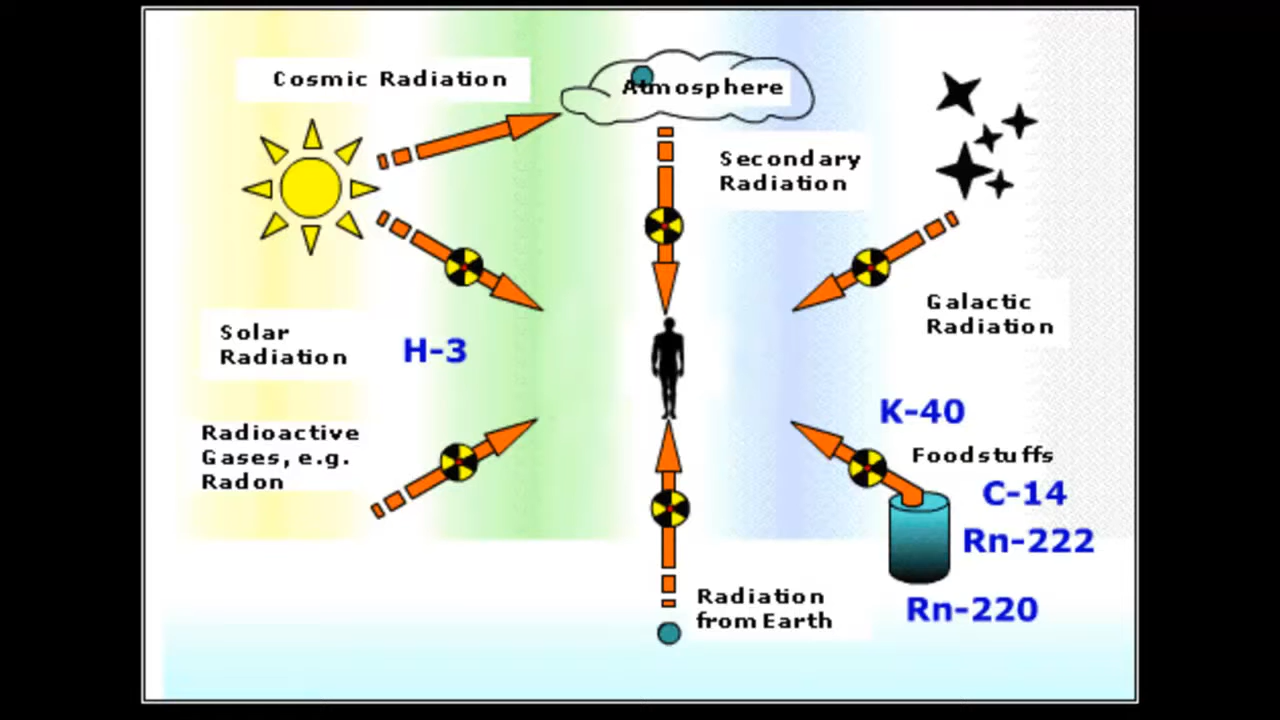 Cosmic Radiation
Atmosphere
Secondary
Radiation
Galactic
Radiation
Solar
Radiation
H-3
K-40
Radioactive
Gases, e.g.
Radon
Foodstuffs
C-14
Rn-222
Rn-220
Radiation
from Earth